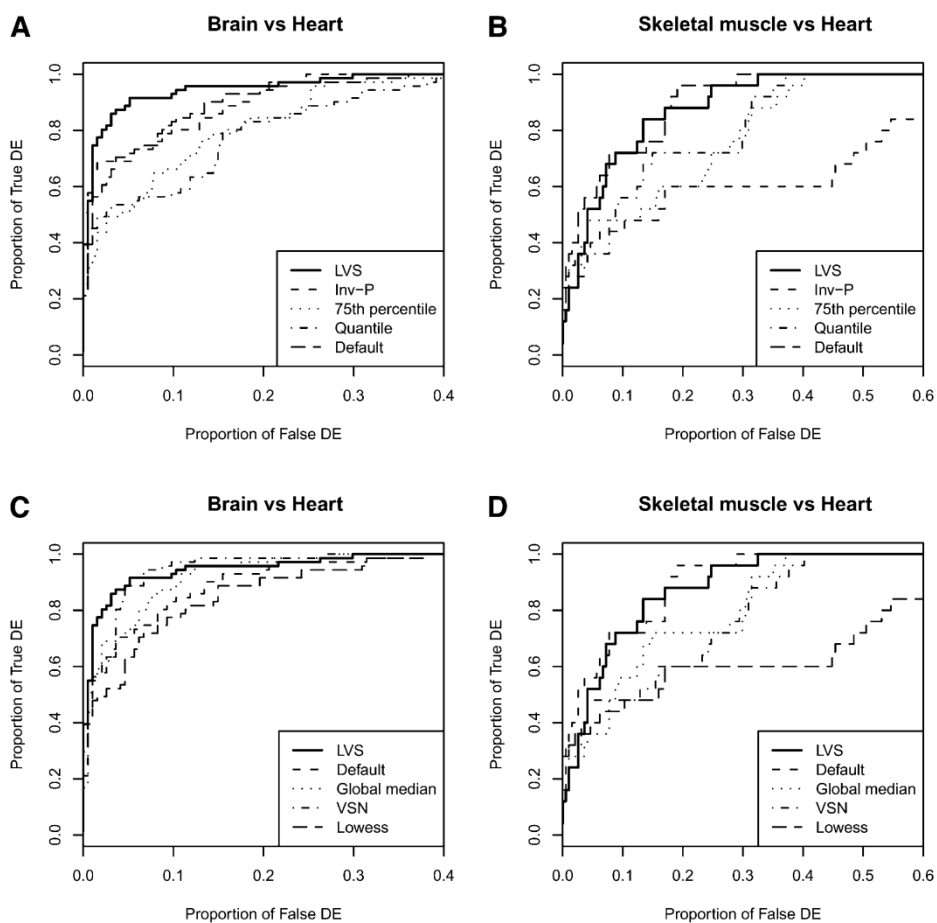 A
Brain vs Heart
Proportion of True DE
0.0 0.2 0.4 0.6 0.8 1.0
LVS
Inv-P
75th percentile
Quantile
Default
0.0 0.1 0.2 0.3 0.4
Proportion of False DE
B
Skeletal muscle vs Heart
Proportion of True DE
0.0 0.2 0.4 0.6 0.8 1.0
LVS
Inv-P
75th percentile
Quantile
Default
0.0 0.1 0.2 0.3 0.4 0.5 0.6
Proportion of False DE
C
Brain vs Heart
Proportion of True DE
0.0 0.2 0.4 0.6 0.8 1.0
LVS
Default
Global median
VSN
Lowess
0.0 0.1 0.2 0.3 0.4
Proportion of False DE
D
Skeletal muscle vs Heart
Proportion of True DE
0.0 0.2 0.4 0.6 0.8 1.0
LVS
Default
Global median
VSN
Lowess
0.0 0.1 0.2 0.3 0.4 0.5 0.6
Proportion of False DE